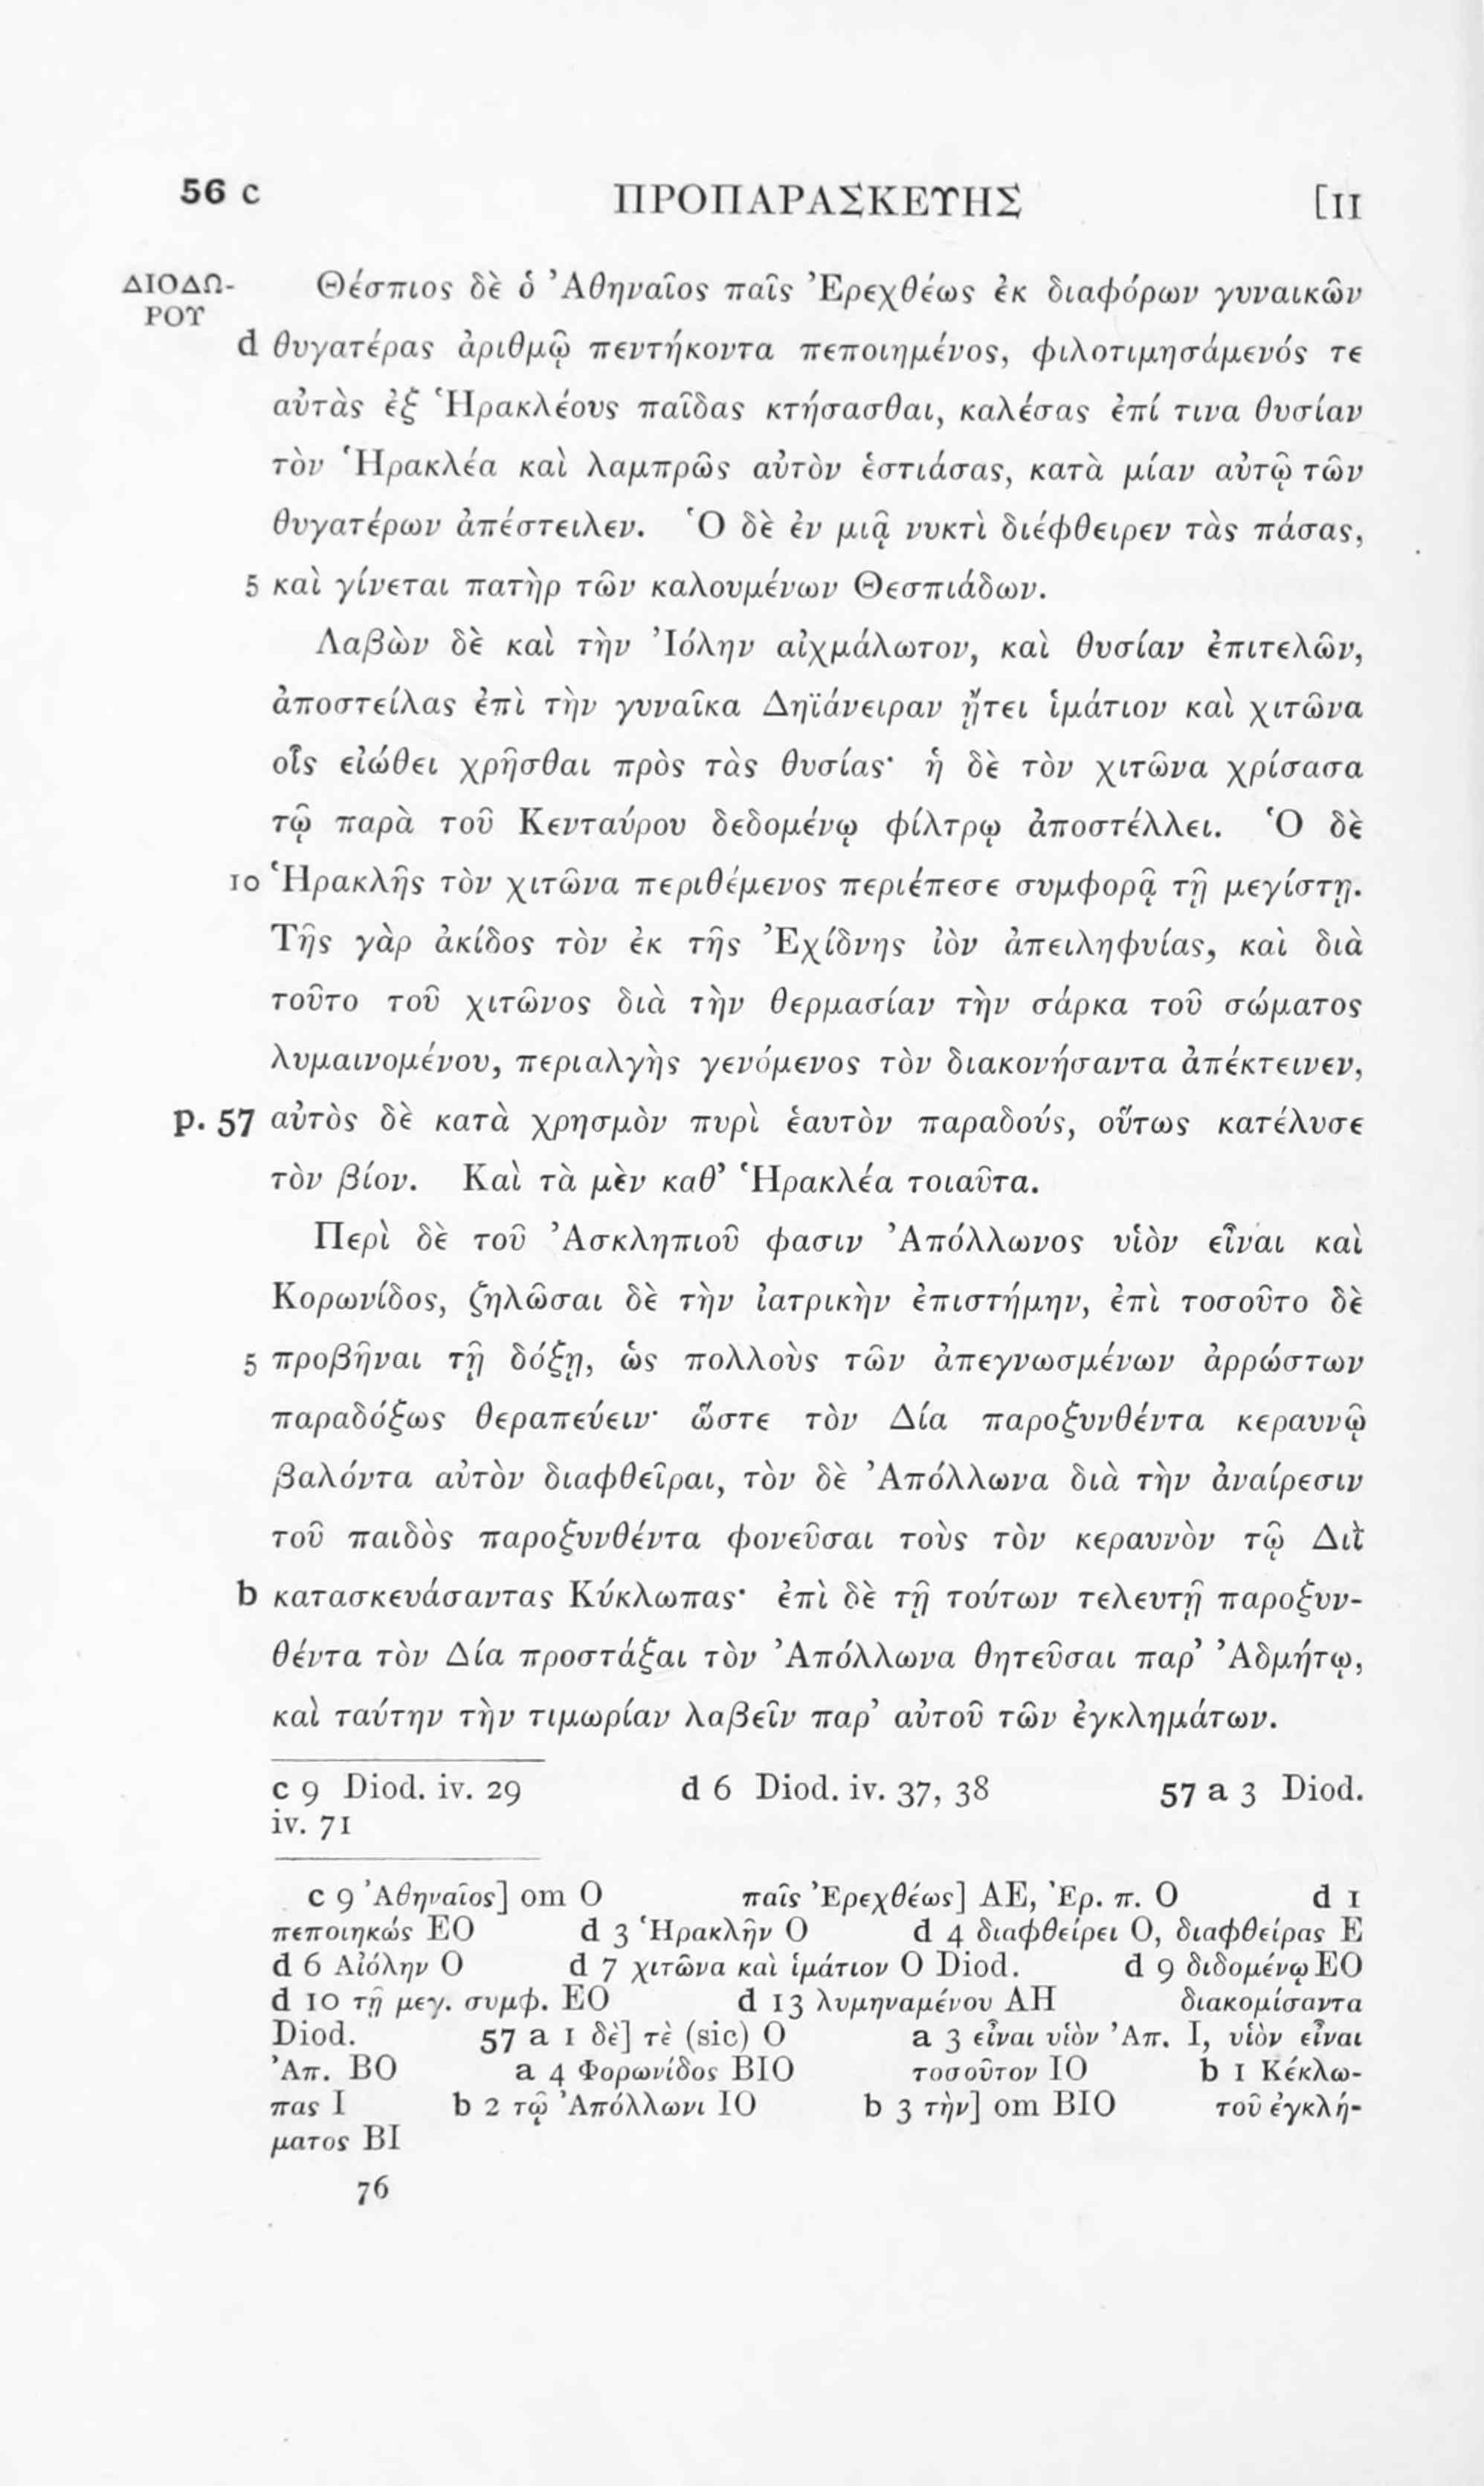 56 c ΠΡΟΠΑΡΑΣΚΕΥΗΣ [II
ΔΙΟΔΩ- Θέσπιος δὲ ὁ Ἀθηναῖος παῖς Ἐρεχθέως ἐκ διαφόρων γυναικῶν
ΡΟΥ
d θυγατέρας ἀριθμῷ πεντήκοντα πεποιημένος, φιλοτιμησάμενός τε
αὐτὰς ἐξ Ἡρακλέους παῖδας κτήσασθαι, καλέσας ἐπί τινα θυσίαν
τὸν Ἡρακλέα καὶ λαμπρῶς αὐτὸν ἑστιάσας, κατὰ μίαν αὐτῷ τῶν
θυγατέρων ἀπέστειλεν. Ὁ δὲ ἐν μιᾷ νυκτὶ διέφθειρεν τὰς πάσας,
5 καὶ γίνεται πατὴρ τῶν καλουμένων Θεσπιάδων.
Λαβὼν δὲ καὶ τὴν Ἰόλην αἰχμάλωτον, καὶ θυσίαν ἐπιτελῶν,
ἀποστείλας ἐπὶ τὴν γυναῖκα Δηϊάνειραν ᾔτει ἱμάτιον καὶ χιτῶνα
οἷς εἰώθει χρῆσθαι πρὸς τὰς θυσίας· ἡ δὲ τὸν χιτῶνα χρίσασα
τῷ παρὰ τοῦ Κενταύρου δεδομένῳ φίλτρῳ ἀποστέλλει. Ὁ δὲ
10 Ἡρακλῆς τὸν χιτῶνα περιθέμενος περιέπεσε συμφορᾷ τῇ μεγίστῃ.
Τῆς γὰρ ἀκίδος τὸν ἐκ τῆς Ἐχίδνης ἰὸν ἀπειληφυίας, καὶ διὰ
τοῦτο τοῦ χιτῶνος διὰ τὴν θερμασίαν τὴν σάρκα τοῦ σώματος
λυμαινομένου, περιαλγὴς γενόμενος τὸν διακονήσαντα ἀπέκτεινεν,
p. 57 αὐτὸς δὲ κατὰ χρησμὸν πυρὶ ἑαυτὸν παραδούς, οὕτως κατέλυσε
τὸν βίον. Καὶ τὰ μὲν καθ’ Ἡρακλέα τοιαῦτα.
Περὶ δὲ τοῦ Ἀσκληπιοῦ φασιν Ἀπόλλωνος υἱὸν εἶναι καὶ
Κορωνίδος, ζηλῶσαι δὲ τὴν ἰατρικὴν ἐπιστήμην, ἐπὶ τοσοῦτο δὲ
5 προβῆναι τῇ δόξῃ, ὡς πολλοὺς τῶν ἀπεγνωσμένων ἀρρώστων
παραδόξως θεραπεύειν· ὥστε τὸν Δία παροξυνθέντα κεραυνῷ
βαλόντα αὐτὸν διαφθεῖραι, τὸν δὲ Ἀπόλλωνα διὰ τὴν ἀναίρεσιν
τοῦ παιδὸς παροξυνθέντα φονεῦσαι τοὺς τὸν κεραυνὸν τῷ Διῒ
b κατασκευάσαντας Κύκλωπας· ἐπὶ δὲ τῇ τούτων τελευτῇ παροξυν-
θέντα τὸν Δία προστάξαι τὸν Ἀπόλλωνα θητεῦσαι παρ’ Ἀδμήτῳ,
καὶ ταύτην τὴν τιμωρίαν λαβεῖν παρ’ αὐτοῦ τῶν ἐγκλημάτων.
c 9 Diod. iv. 29 d 6 Diod. iv. 37, 38 57 a 3 Diod.
iv. 71
c 9 Ἀθηναῖος] om O παῖς Ἐρεχθέως] AE, Ἐρ. π. O d 1
πεποιηκώς EO d 3 Ἡρακλῆν O d 4 διαφθείρει O, διαφθείρας E
d 6 Αἰόλην O d 7 χιτῶνα καὶ ἱμάτιον O Diod. d 9 διδομένῳ EO
d 10 τῇ μεγ. συμφ. EO d 13 λυμηναμένου AH διακομίσαντα
Diod. 57 a 1 δὲ] τὲ (sic) O a 3 εἶναι υἱὸν Ἀπ. I, υἱὸν εἶναι
Ἀπ. BO a 4 Φορωνίδος BIO τοσοῦτον IO b 1 Κέκλω-
πας I b 2 τῷ Ἀπόλλωνι IO b 3 τὴν] om BIO τοῦ ἐγκλή-
ματος BI
76